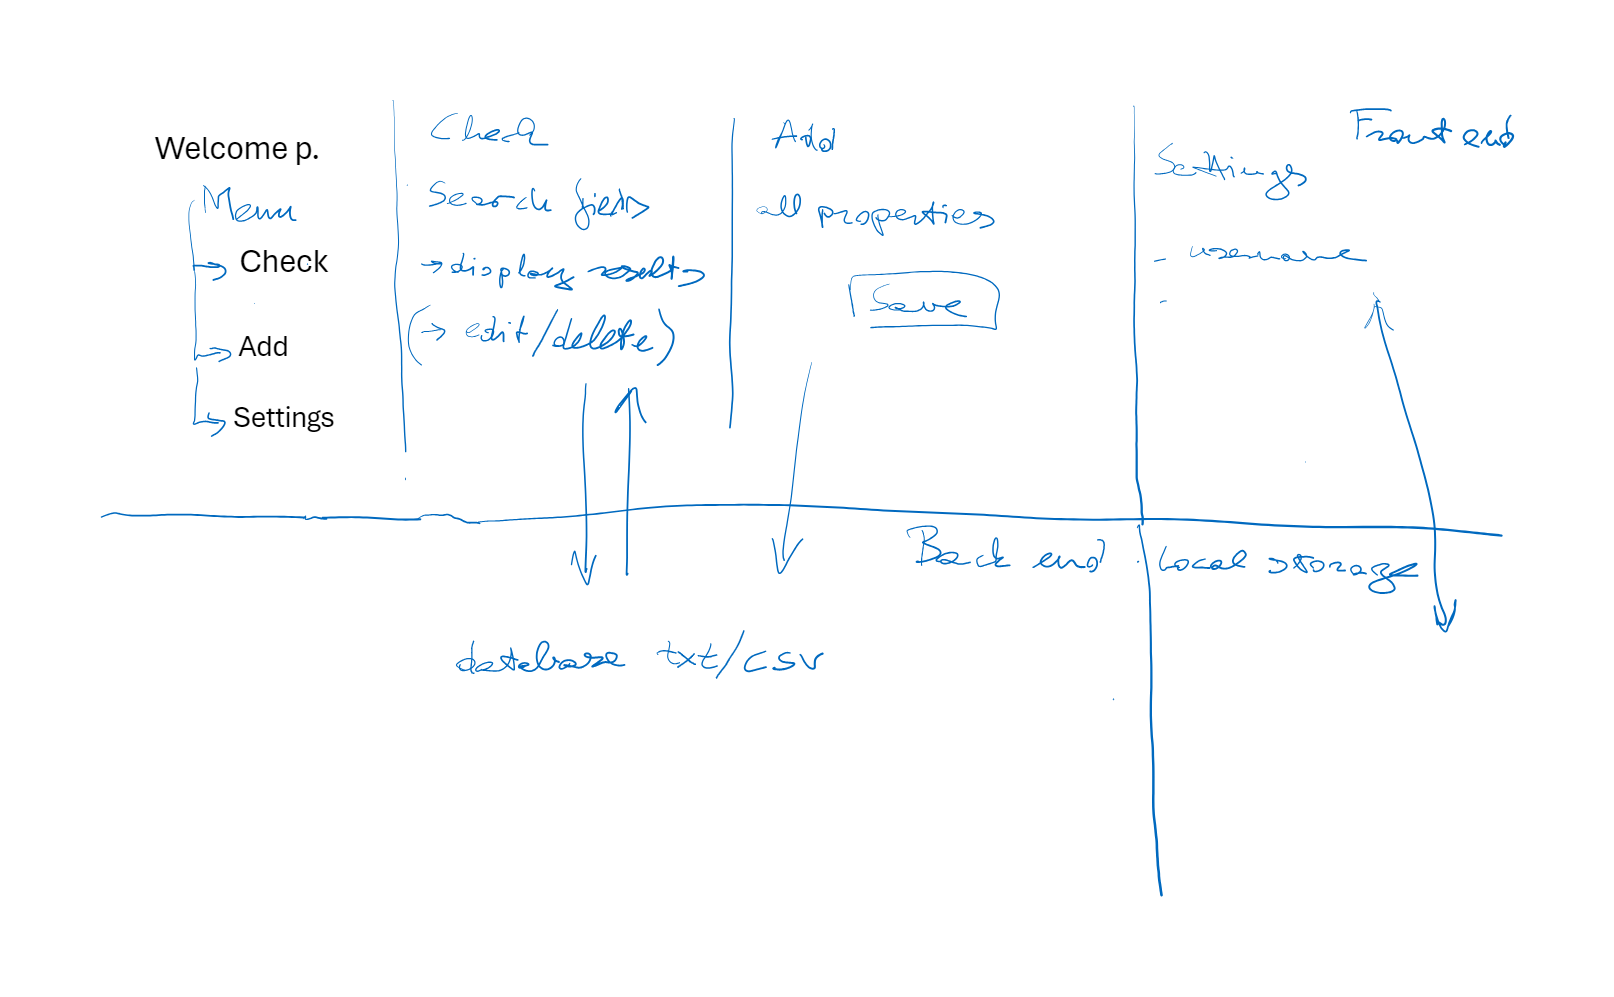 Welcome p.
Menu
→ Check
→ Add
→ Settings
Check
Search fields
→ display results
(→ edit/delete)
Add
all properties
Save
Front end
Settings
- username
-
Back end
Local storage
database txt/csv